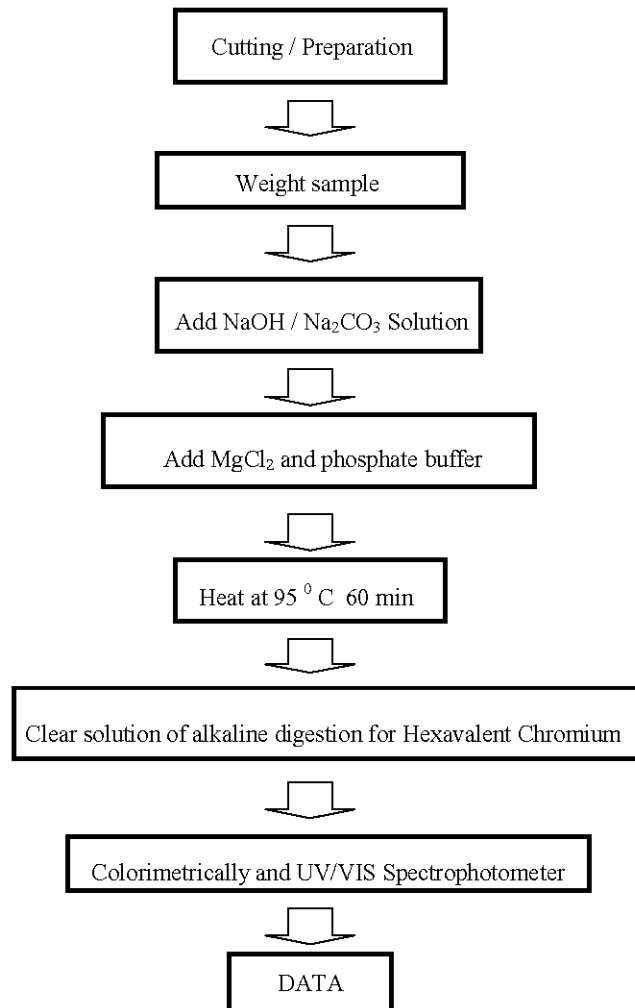 Cutting / Preparation
Weight sample
Add NaOH / Na₂CO₃ Solution
Add MgCl₂ and phosphate buffer
Heat at 95 ⁰ C 60 min
Clear solution of alkaline digestion for Hexavalent Chromium
Colorimetrically and UV/VIS Spectrophotometer
DATA